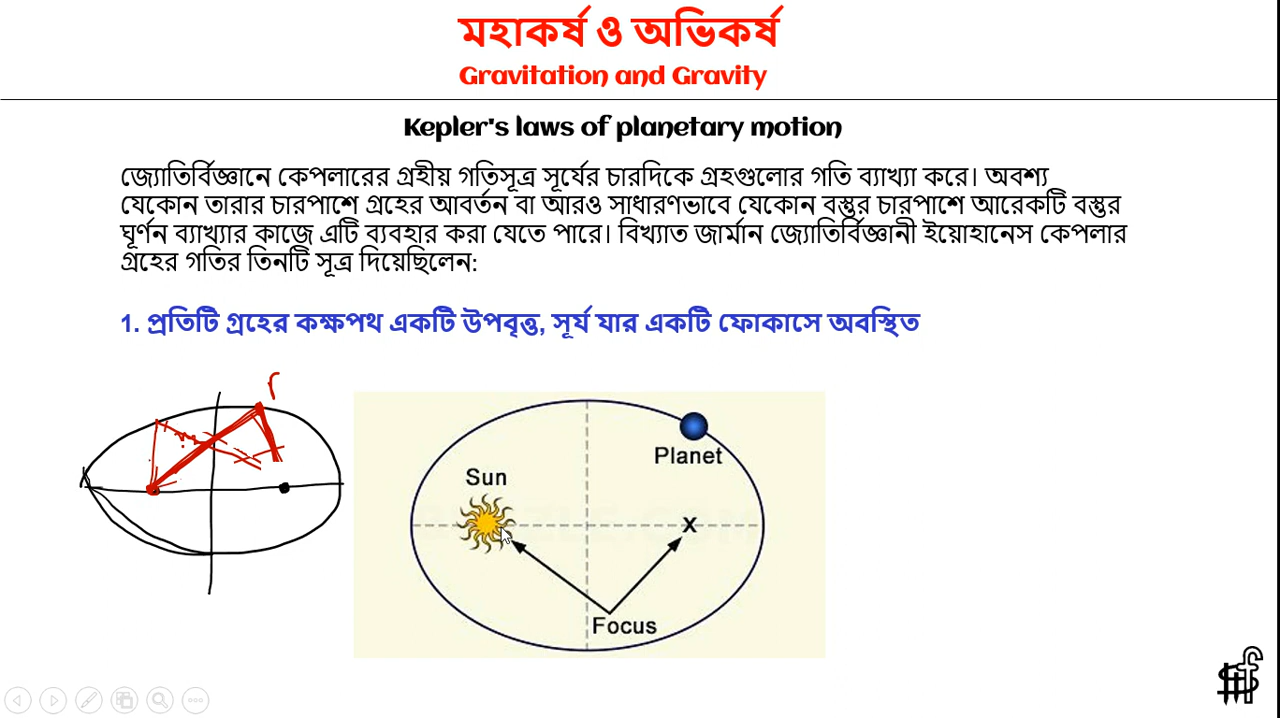 মহাকর্ষ ও অভিকর্ষ
Gravitation and Gravity
Kepler's laws of planetary motion
জ্যোতির্বিজ্ঞানে কেপলারের গ্রহীয় গতিসূত্র সূর্যের চারদিকে গ্রহগুলোর গতি ব্যাখ্যা করে। অবশ্য
যেকোন তারার চারপাশে গ্রহের আবর্তন বা আরও সাধারণভাবে যেকোন বস্তুর চারপাশে আরেকটি বস্তুর
ঘূর্ণন ব্যাখ্যার কাজে এটি ব্যবহার করা যেতে পারে। বিখ্যাত জার্মান জ্যোতির্বিজ্ঞানী ইয়োহানেস কেপলার
গ্রহের গতির তিনটি সূত্র দিয়েছিলেন:
1. প্রতিটি গ্রহের কক্ষপথ একটি উপবৃত্ত, সূর্য যার একটি ফোকাসে অবস্থিত
Planet
Sun
x
Focus